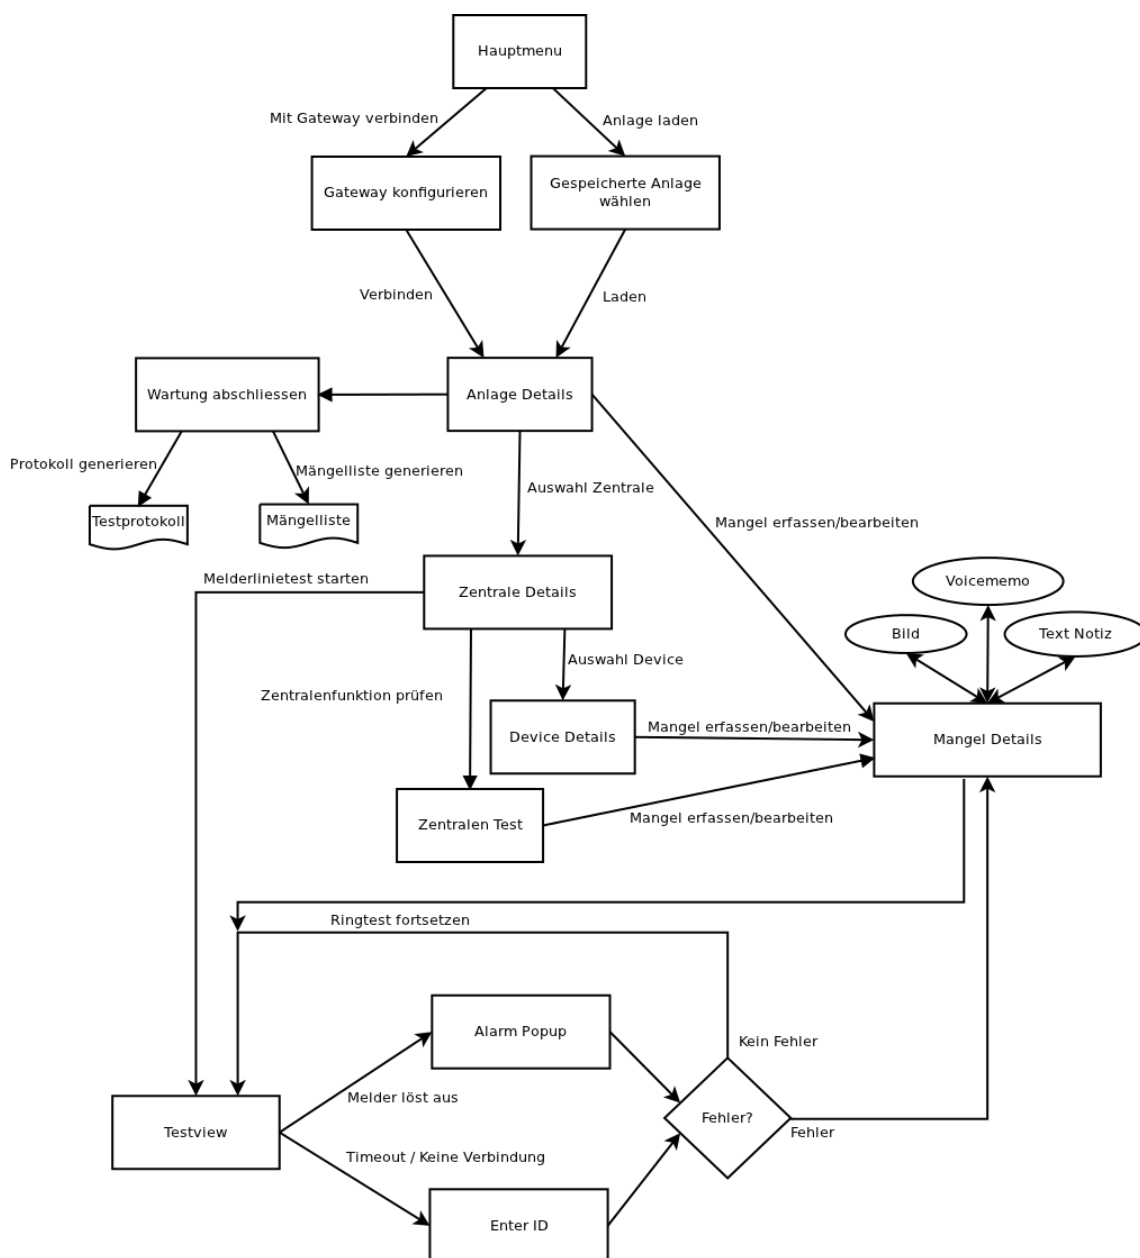 Hauptmenu
Mit Gateway verbinden
Anlage laden
Gateway konfigurieren
Gespeicherte Anlage
wählen
Verbinden
Laden
Wartung abschliessen
Anlage Details
Protokoll generieren
Mängelliste generieren
Auswahl Zentrale
Testprotokoll
Mängelliste
Mangel erfassen/bearbeiten
Melderlinietest starten
Zentrale Details
Voicememo
Bild
Text Notiz
Auswahl Device
Zentralenfunktion prüfen
Device Details
Mangel erfassen/bearbeiten
Mangel Details
Zentralen Test
Mangel erfassen/bearbeiten
Ringtest fortsetzen
Alarm Popup
Kein Fehler
Melder löst aus
Fehler?
Fehler
Testview
Timeout / Keine Verbindung
Enter ID